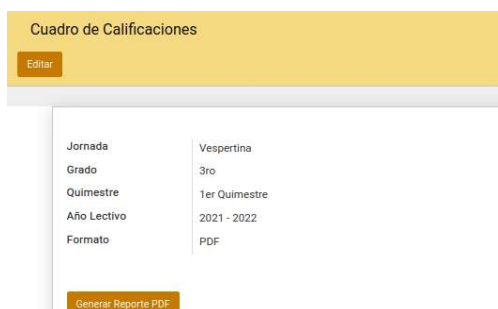 Cuadro de Calificaciones
Editar
Jornada Vespertina
Grado 3ro
Quimestre 1er Quimestre
Año Lectivo 2021 - 2022
Formato PDF
Generar Reporte PDF